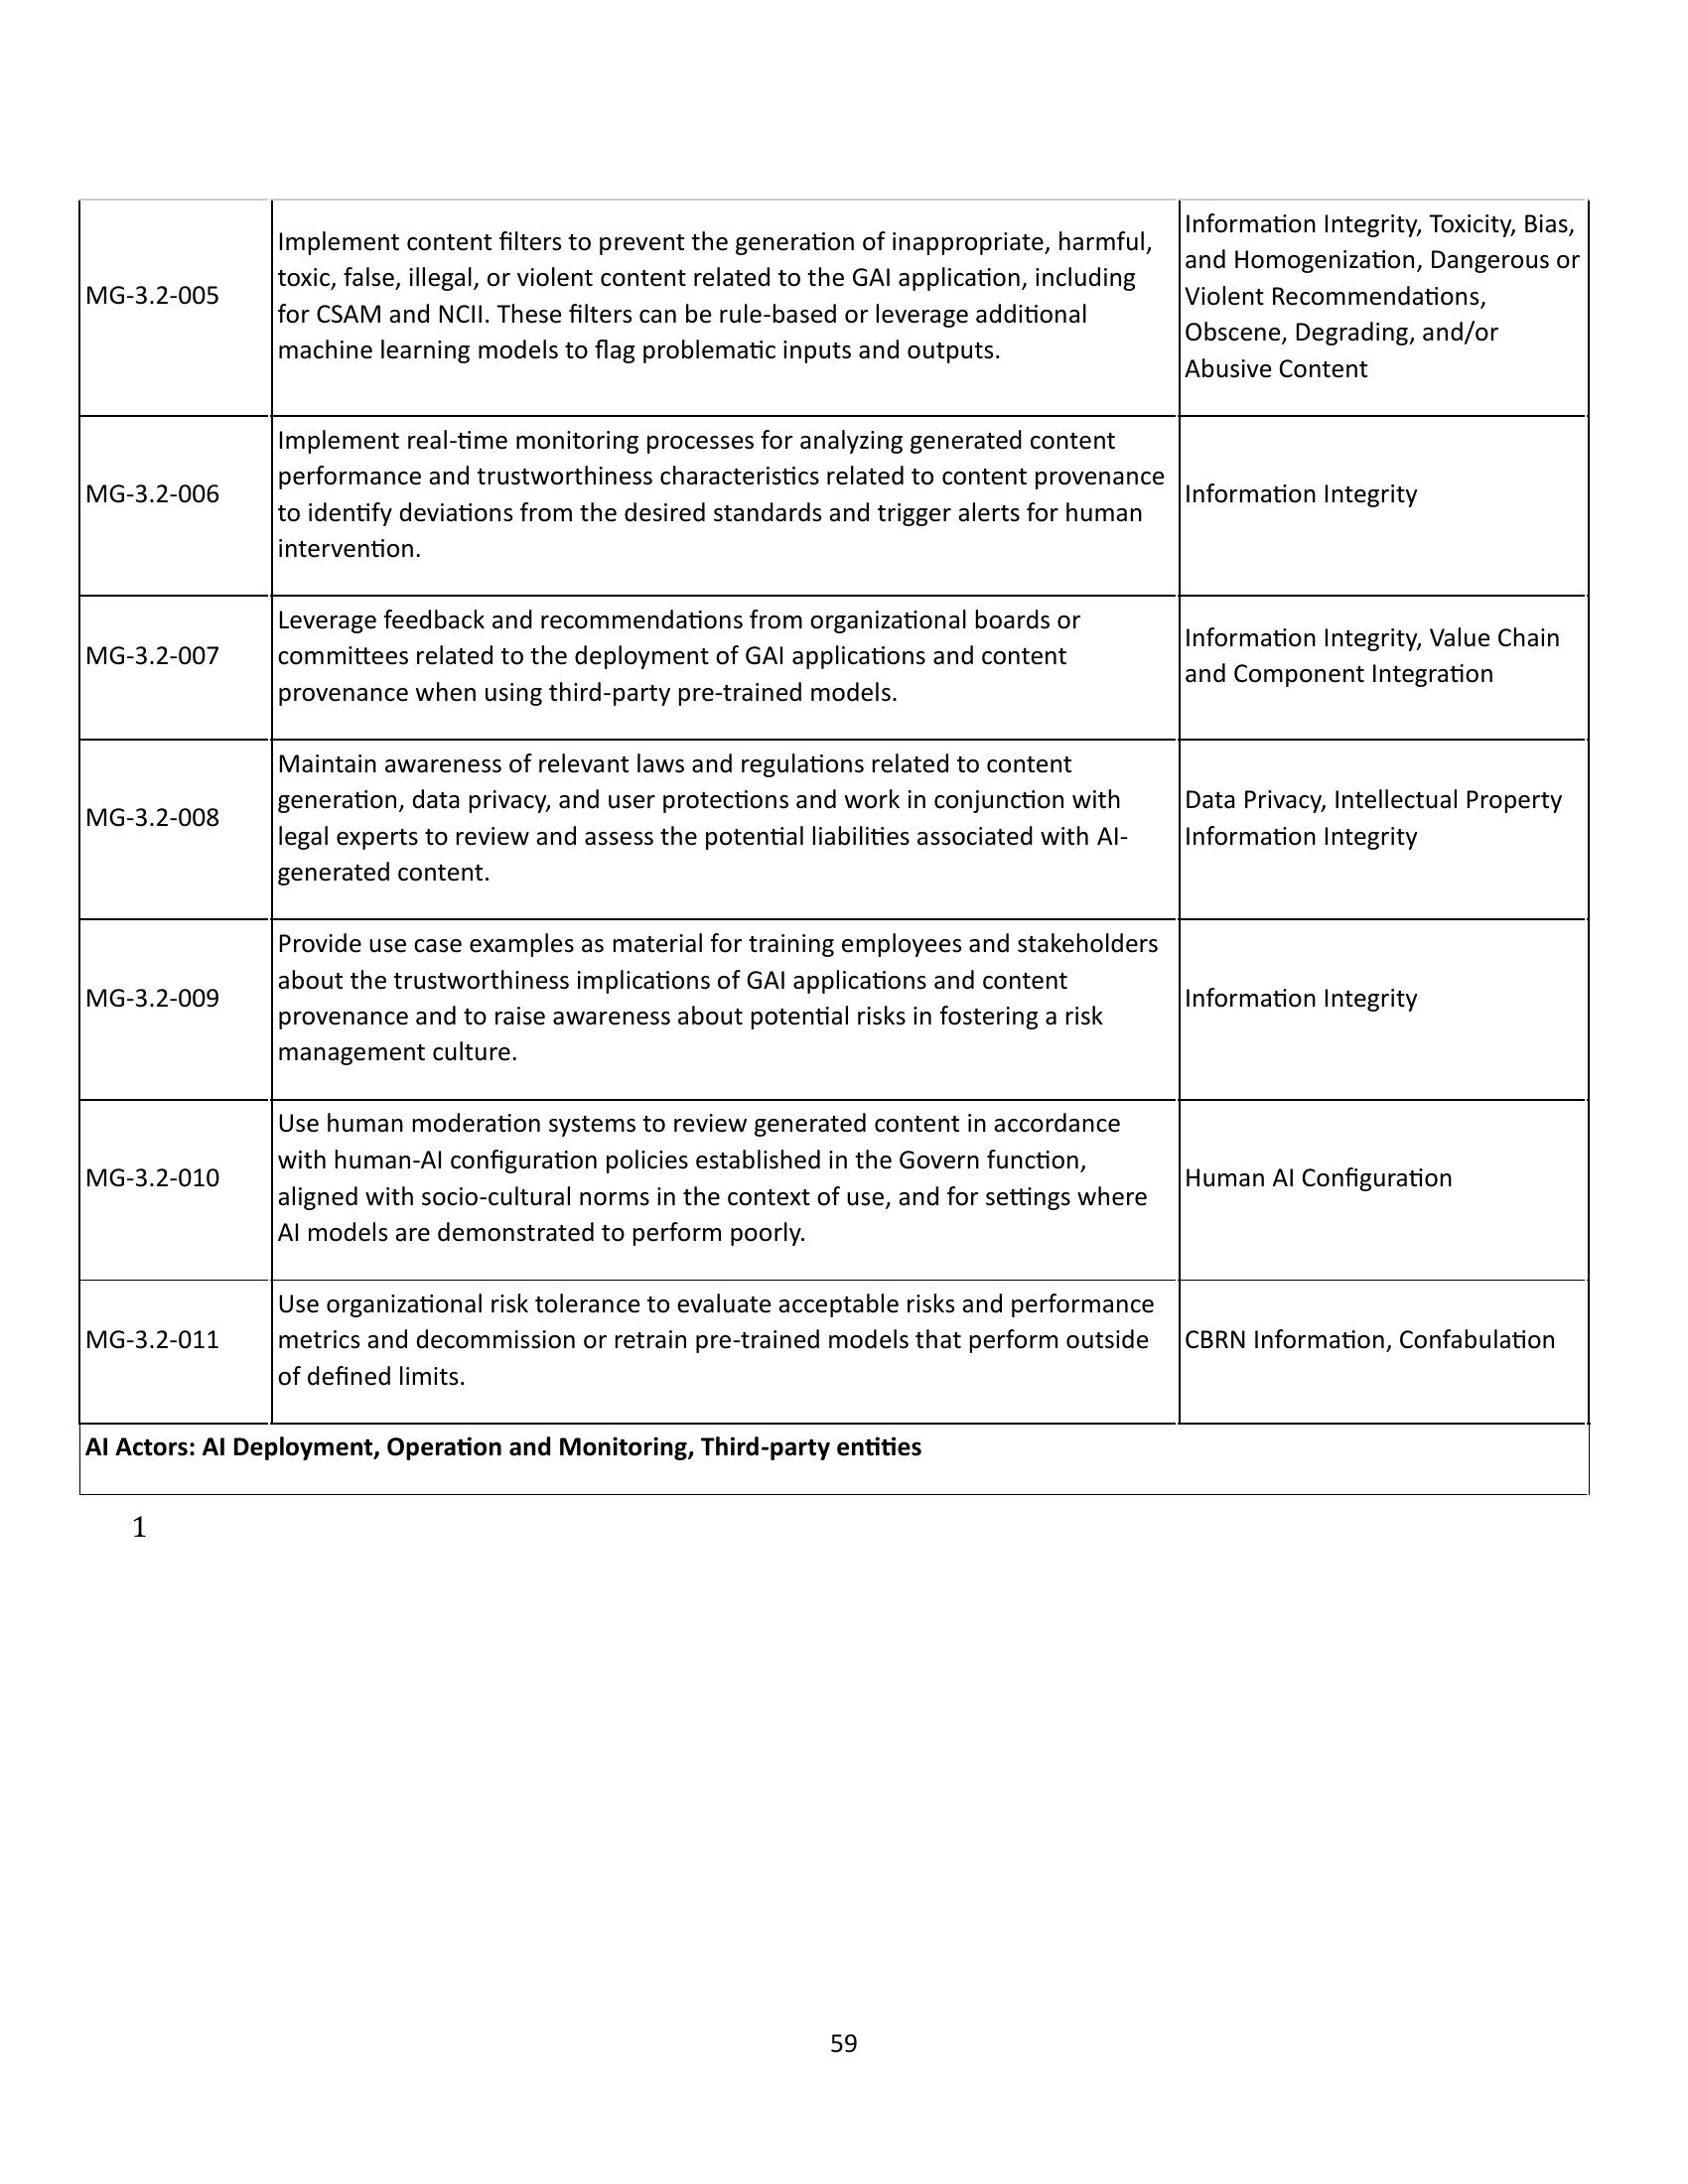 MG-3.2-005
Implement content filters to prevent the generation of inappropriate, harmful,
toxic, false, illegal, or violent content related to the GAI application, including
for CSAM and NCII. These filters can be rule-based or leverage additional
machine learning models to flag problematic inputs and outputs.
Information Integrity, Toxicity, Bias,
and Homogenization, Dangerous or
Violent Recommendations,
Obscene, Degrading, and/or
Abusive Content
MG-3.2-006
Implement real-time monitoring processes for analyzing generated content
performance and trustworthiness characteristics related to content provenance
to identify deviations from the desired standards and trigger alerts for human
intervention.
Information Integrity
MG-3.2-007
Leverage feedback and recommendations from organizational boards or
committees related to the deployment of GAI applications and content
provenance when using third-party pre-trained models.
Information Integrity, Value Chain
and Component Integration
MG-3.2-008
Maintain awareness of relevant laws and regulations related to content
generation, data privacy, and user protections and work in conjunction with
legal experts to review and assess the potential liabilities associated with AI-
generated content.
Data Privacy, Intellectual Property
Information Integrity
MG-3.2-009
Provide use case examples as material for training employees and stakeholders
about the trustworthiness implications of GAI applications and content
provenance and to raise awareness about potential risks in fostering a risk
management culture.
Information Integrity
MG-3.2-010
Use human moderation systems to review generated content in accordance
with human-AI configuration policies established in the Govern function,
aligned with socio-cultural norms in the context of use, and for settings where
AI models are demonstrated to perform poorly.
Human AI Configuration
MG-3.2-011
Use organizational risk tolerance to evaluate acceptable risks and performance
metrics and decommission or retrain pre-trained models that perform outside
of defined limits.
CBRN Information, Confabulation
AI Actors: AI Deployment, Operation and Monitoring, Third-party entities
1
59